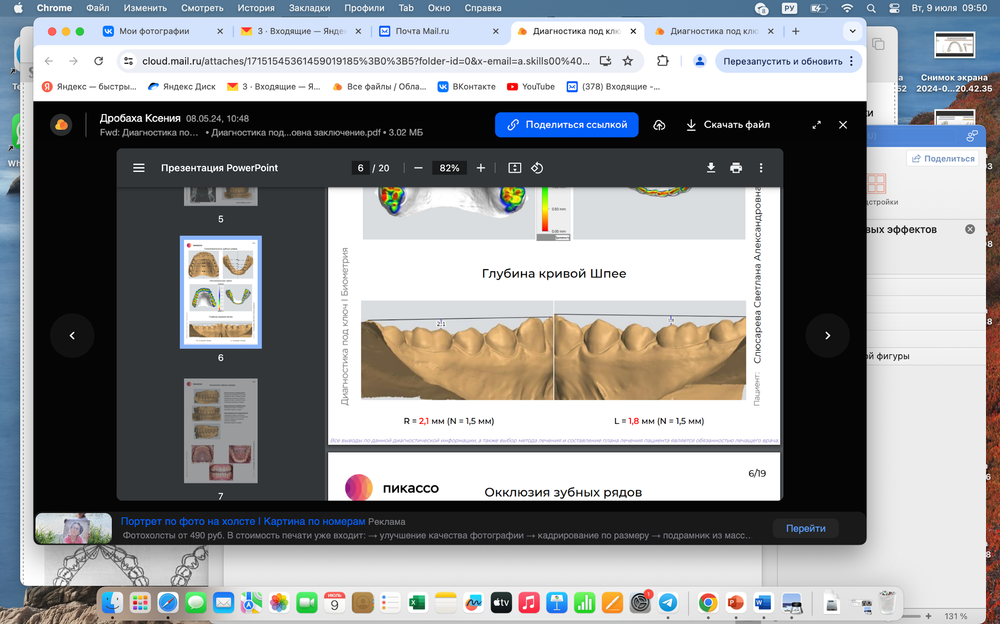 Chrome Файл Изменить Смотреть История Закладки Профили Tab Окно Справка
8 РУ Вт, 9 июля 09:50
Мои фотографии
3 · Входящие — Яндек
Почта Mail.ru
Диагностика под клю
Диагностика под клю
cloud.mail.ru/attaches/17151545361459019185%3B0%3B5?folder-id=0&x-email=a.skills00%40...
Перезапустить и обновить
Яндекс — быстры...
Яндекс Диск
3 · Входящие — Я...
Все файлы / Обла...
ВКонтакте
YouTube
(378) Входящие -...
Снимок экрана
2024-0...20.42.35
Дробаха Ксения 08.05.24, 10:48
Fwd: Диагностика по... • Диагностика под...овна заключение.pdf • 3.02 МБ
Поделиться ссылкой
Скачать файл
Поделиться
Презентация PowerPoint
6 / 20
82%
дстройки
вых эффектов
ой фигуры
5
6
7
0.50 mm
0.00 mm
Диагностика под ключ I Биометрия
Пациент: Слюсарева Светлана Александровна
Глубина кривой Шпее
2,1
1,8
R = 2,1 мм (N = 1,5 мм)
L = 1,8 мм (N = 1,5 мм)
Все выводы по данной диагностической информации, а также выбор метода лечения и составление плана лечения пациента является обязанностью лечащего врача.
6/19
пикассо
Окклюзия зубных рядов
Портрет по фото на холсте I Картина по номерам Реклама
Фотохолсты от 490 руб. В стоимость печати уже входит: → улучшение качества фотографии → кадрирование по размеру → подрамник из масс...
Перейти
ИЮЛЬ
9
tv
1
131 %